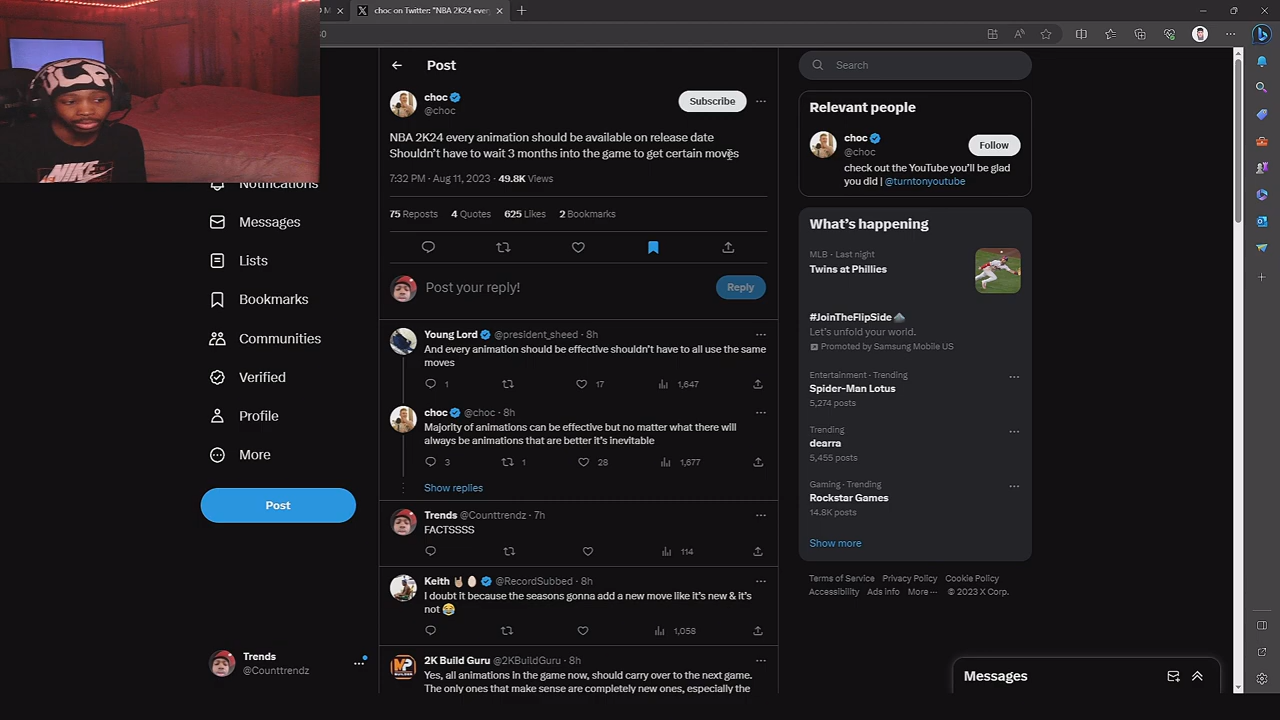 choc on Twitter: "NBA 2K24 ever
Post
choc
@choc
Subscribe
NBA 2K24 every animation should be available on release date
Shouldn't have to wait 3 months into the game to get certain moves
7:32 PM · Aug 11, 2023 · 49.8K Views
75 Reposts 4 Quotes 625 Likes 2 Bookmarks
Post your reply!
Reply
Young Lord @president_sheed · 8h
And every animation should be effective shouldn't have to all use the same
moves
1 17 1,647
choc @choc · 8h
Majority of animations can be effective but no matter what there will
always be animations that are better it's inevitable
3 1 28 1,677
Show replies
Trends @Counttrendz · 7h
FACTSSSS
114
Keith @RecordSubbed · 8h
I doubt it because the seasons gonna add a new move like it's new & it's
not
1,058
2K Build Guru @2KBuildGuru · 8h
Yes, all animations in the game now, should carry over to the next game.
The only ones that make sense are completely new ones, especially the
Notifications
Messages
Lists
Bookmarks
Communities
Verified
Profile
More
Post
Trends
@Counttrendz
Search
Relevant people
choc
@choc
Follow
check out the YouTube you'll be glad
you did | @turntonyoutube
What's happening
MLB · Last night
Twins at Phillies
#JoinTheFlipSide
Let's unfold your world.
Promoted by Samsung Mobile US
Entertainment · Trending
Spider-Man Lotus
5,274 posts
Trending
dearra
5,455 posts
Gaming · Trending
Rockstar Games
14.8K posts
Show more
Terms of Service Privacy Policy Cookie Policy
Accessibility Ads info More ··· © 2023 X Corp.
Messages
NIKE